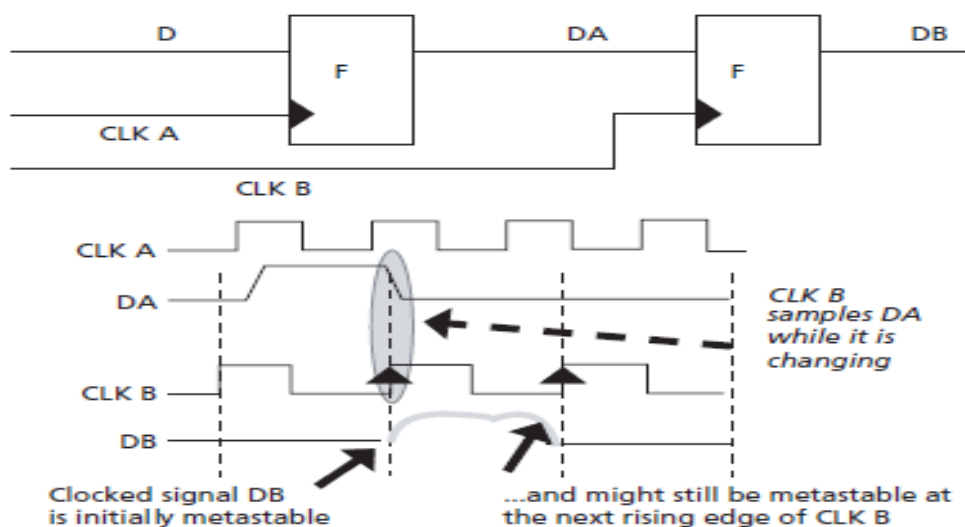 D
DA
DB
F
F
CLK A
CLK B
CLK A
DA
CLK B
samples DA
while it is
changing
CLK B
DB
Clocked signal DB
is initially metastable
...and might still be metastable at
the next rising edge of CLK B